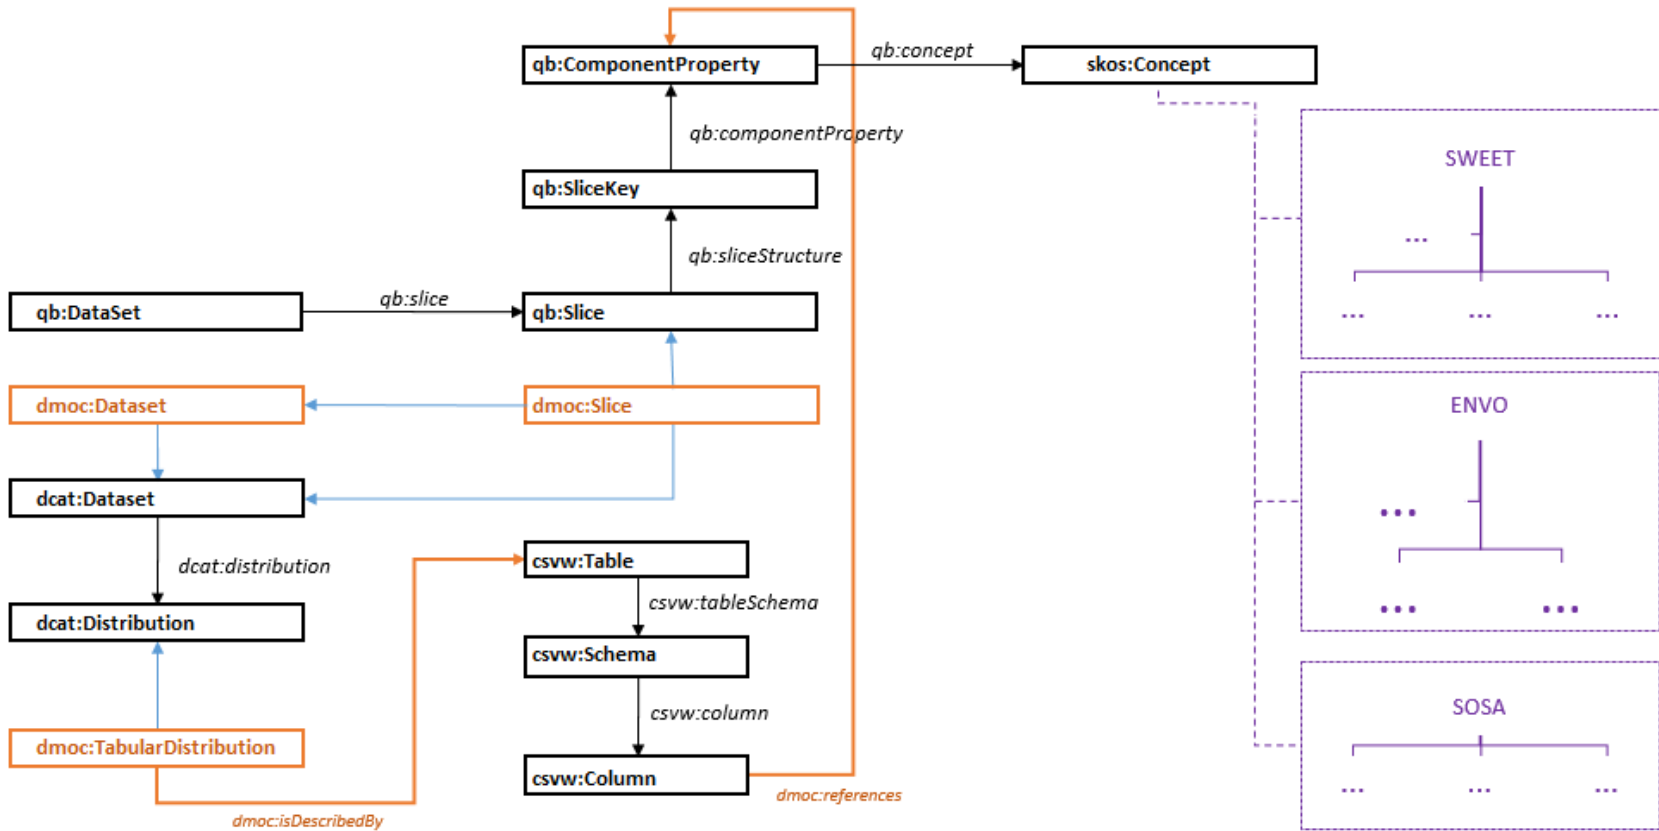 qb:ComponentProperty
qb:concept
skos:Concept
qb:componentProperty
SWEET
qb:SliceKey
...
qb:sliceStructure
qb:slice
qb:DataSet
qb:Slice
... ... ...
dmoc:Dataset
dmoc:Slice
ENVO
dcat:Dataset
...
dcat:distribution
csvw:Table
csvw:tableSchema
... ...
dcat:Distribution
csvw:Schema
csvw:column
SOSA
dmoc:TabularDistribution
csvw:Column
dmoc:references
... ... ...
dmoc:isDescribedBy